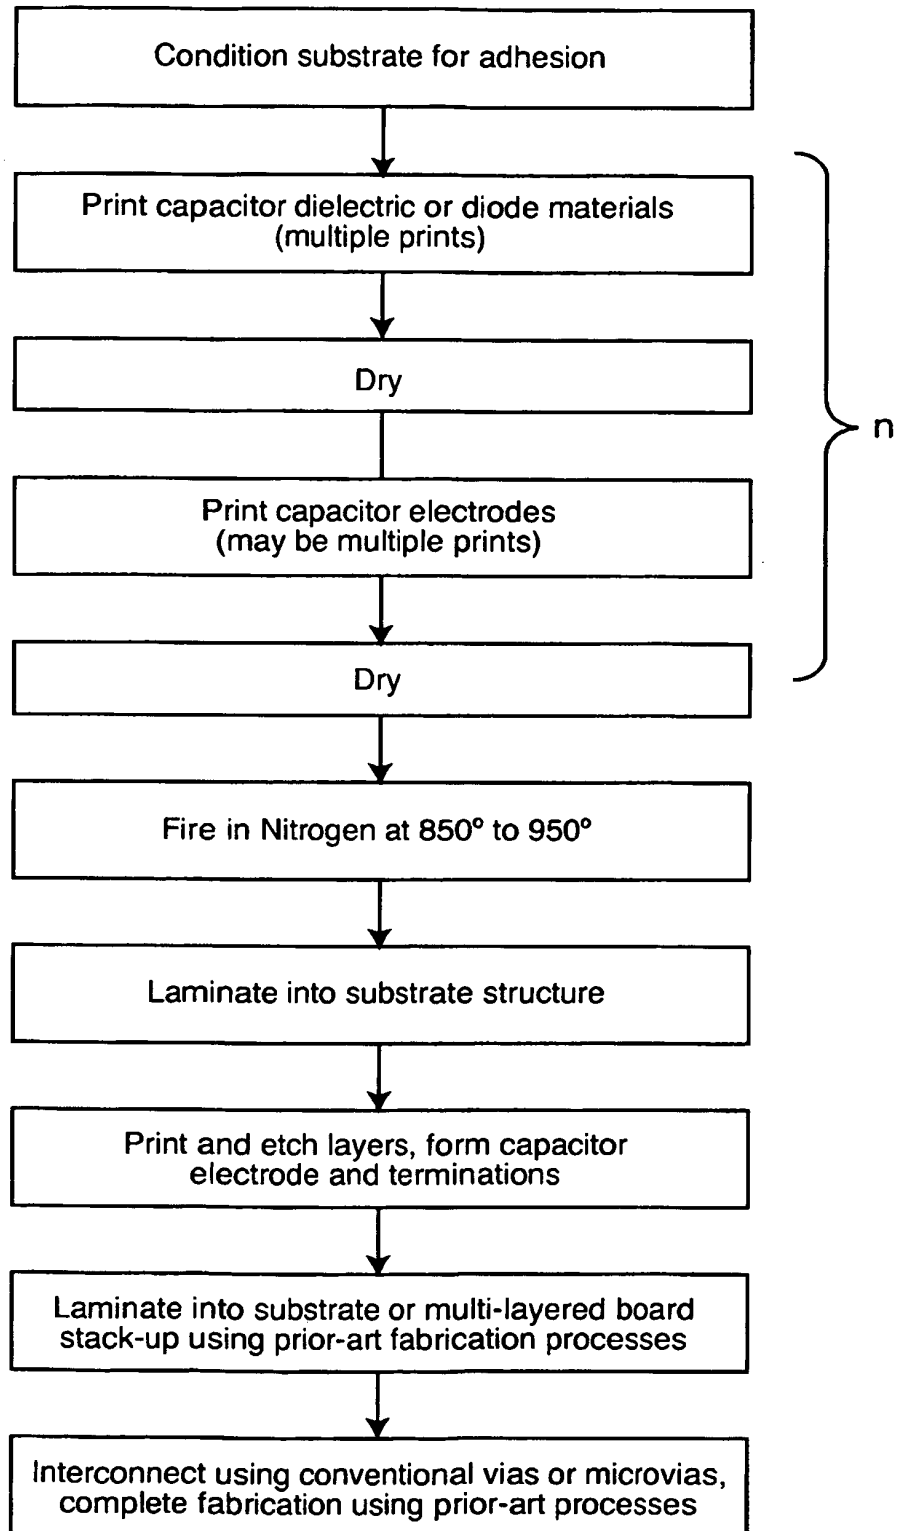 Condition substrate for adhesion
Print capacitor dielectric or diode materials
(multiple prints)
Dry
n
Print capacitor electrodes
(may be multiple prints)
Dry
Fire in Nitrogen at 850º to 950º
Laminate into substrate structure
Print and etch layers, form capacitor
electrode and terminations
Laminate into substrate or multi-layered board
stack-up using prior-art fabrication processes
Interconnect using conventional vias or microvias,
complete fabrication using prior-art processes